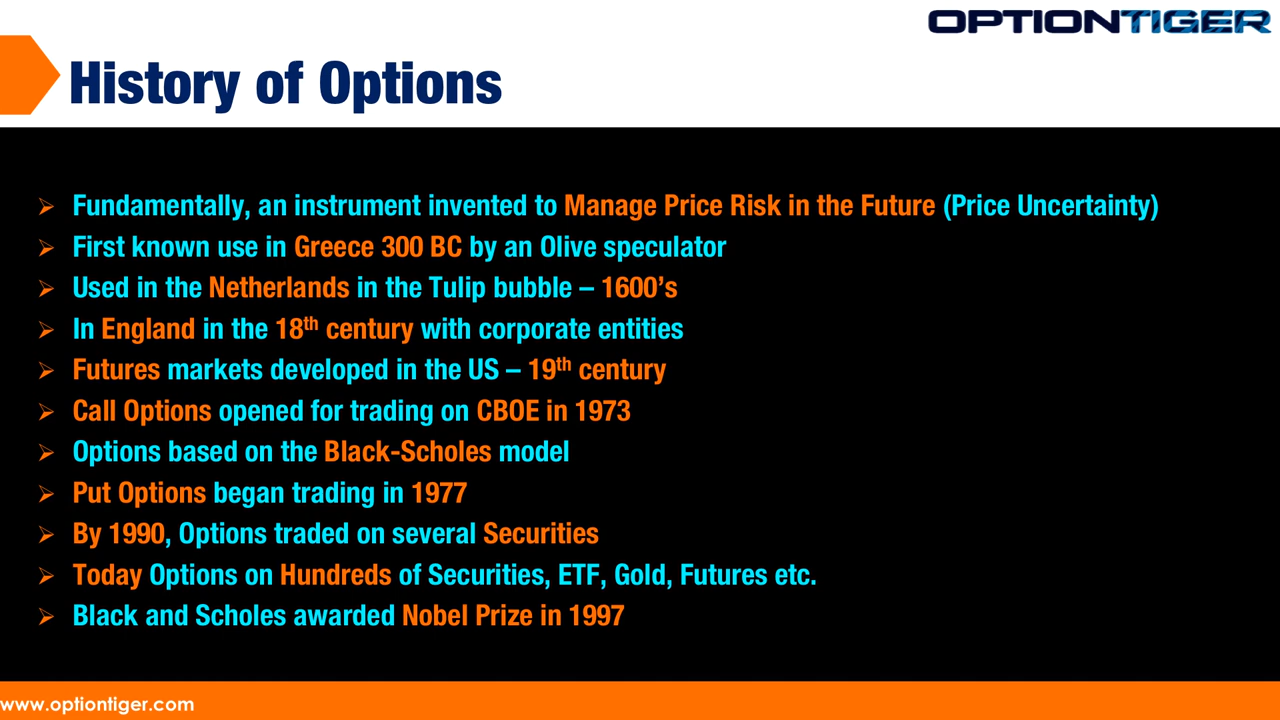 OPTIONTIGER
History of Options
Fundamentally, an instrument invented to Manage Price Risk in the Future (Price Uncertainty)
First known use in Greece 300 BC by an Olive speculator
Used in the Netherlands in the Tulip bubble – 1600’s
In England in the 18th century with corporate entities
Futures markets developed in the US – 19th century
Call Options opened for trading on CBOE in 1973
Options based on the Black-Scholes model
Put Options began trading in 1977
By 1990, Options traded on several Securities
Today Options on Hundreds of Securities, ETF, Gold, Futures etc.
Black and Scholes awarded Nobel Prize in 1997
www.optiontiger.com